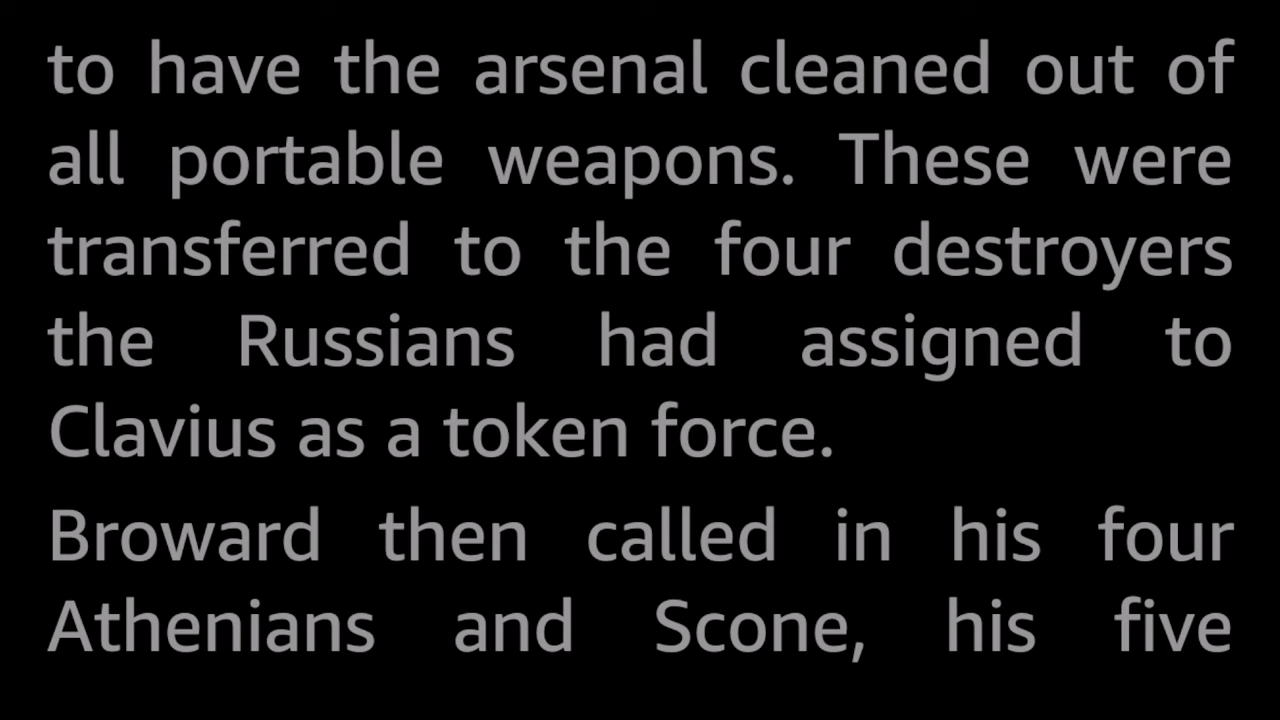 to have the arsenal cleaned out of
all portable weapons. These were
transferred to the four destroyers
the Russians had assigned to
Clavius as a token force.
Broward then called in his four
Athenians and Scone, his five